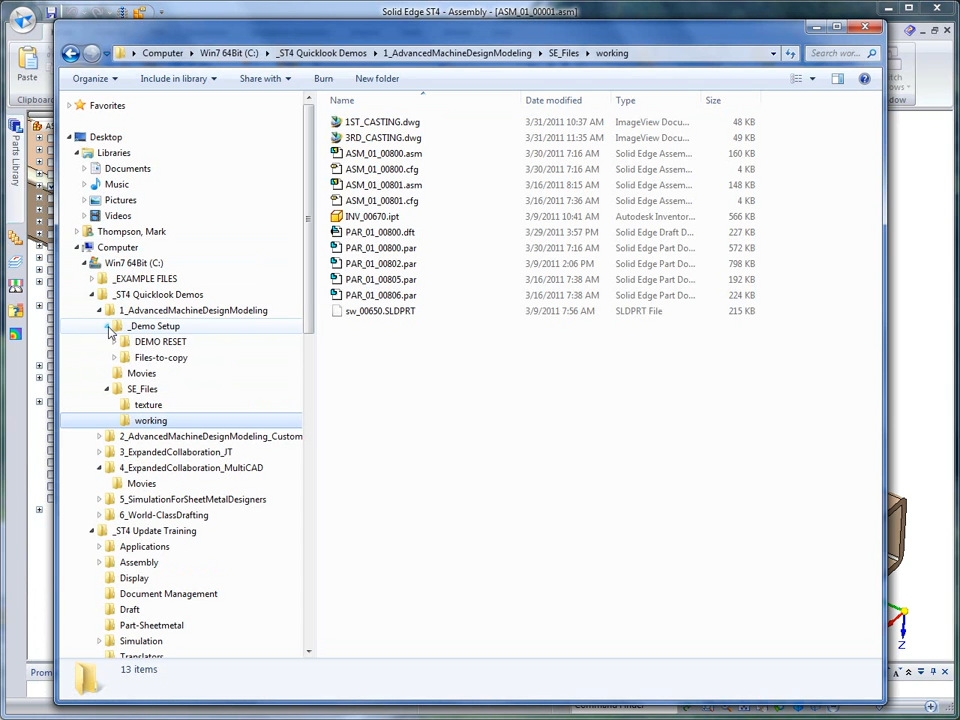 Solid Edge ST4 - Assembly - [ASM_01_00001.asm]
Paste
Clipboard
Parts Library
Computer Win7 64Bit (C:) _ST4 Quicklook Demos 1_AdvancedMachineDesignModeling SE_Files working
Search wor...
Organize Include in library Share with Burn New folder
Name Date modified Type Size
Favorites
Desktop
Libraries
Documents
Music
Pictures
Videos
Thompson, Mark
Computer
Win7 64Bit (C:)
_EXAMPLE FILES
_ST4 Quicklook Demos
1_AdvancedMachineDesignModeling
_Demo Setup
DEMO RESET
Files-to-copy
Movies
SE_Files
texture
working
2_AdvancedMachineDesignModeling_Custom
3_ExpandedCollaboration_JT
4_ExpandedCollaboration_MultiCAD
Movies
5_SimulationForSheetMetalDesigners
6_World-ClassDrafting
_ST4 Update Training
Applications
Assembly
Display
Document Management
Draft
Part-Sheetmetal
Simulation
Translators
1ST_CASTING.dwg 3/31/2011 10:37 AM ImageView Docu... 48 KB
3RD_CASTING.dwg 3/31/2011 11:35 AM ImageView Docu... 49 KB
ASM_01_00800.asm 3/30/2011 7:16 AM Solid Edge Assem... 160 KB
ASM_01_00800.cfg 3/30/2011 7:16 AM Solid Edge Assem... 4 KB
ASM_01_00801.asm 3/16/2011 8:15 AM Solid Edge Assem... 148 KB
ASM_01_00801.cfg 3/16/2011 7:36 AM Solid Edge Assem... 4 KB
INV_00670.ipt 3/9/2011 10:41 AM Autodesk Inventor... 566 KB
PAR_01_00800.dft 3/29/2011 3:57 PM Solid Edge Draft D... 227 KB
PAR_01_00800.par 3/30/2011 7:16 AM Solid Edge Part Do... 572 KB
PAR_01_00802.par 3/9/2011 2:06 PM Solid Edge Part Do... 798 KB
PAR_01_00805.par 3/16/2011 7:38 AM Solid Edge Part Do... 192 KB
PAR_01_00806.par 3/16/2011 7:38 AM Solid Edge Part Do... 224 KB
sw_00650.SLDPRT 3/9/2011 7:31 AM SLDPRT File 215 KB
13 items
Z
Prom
Command Finder